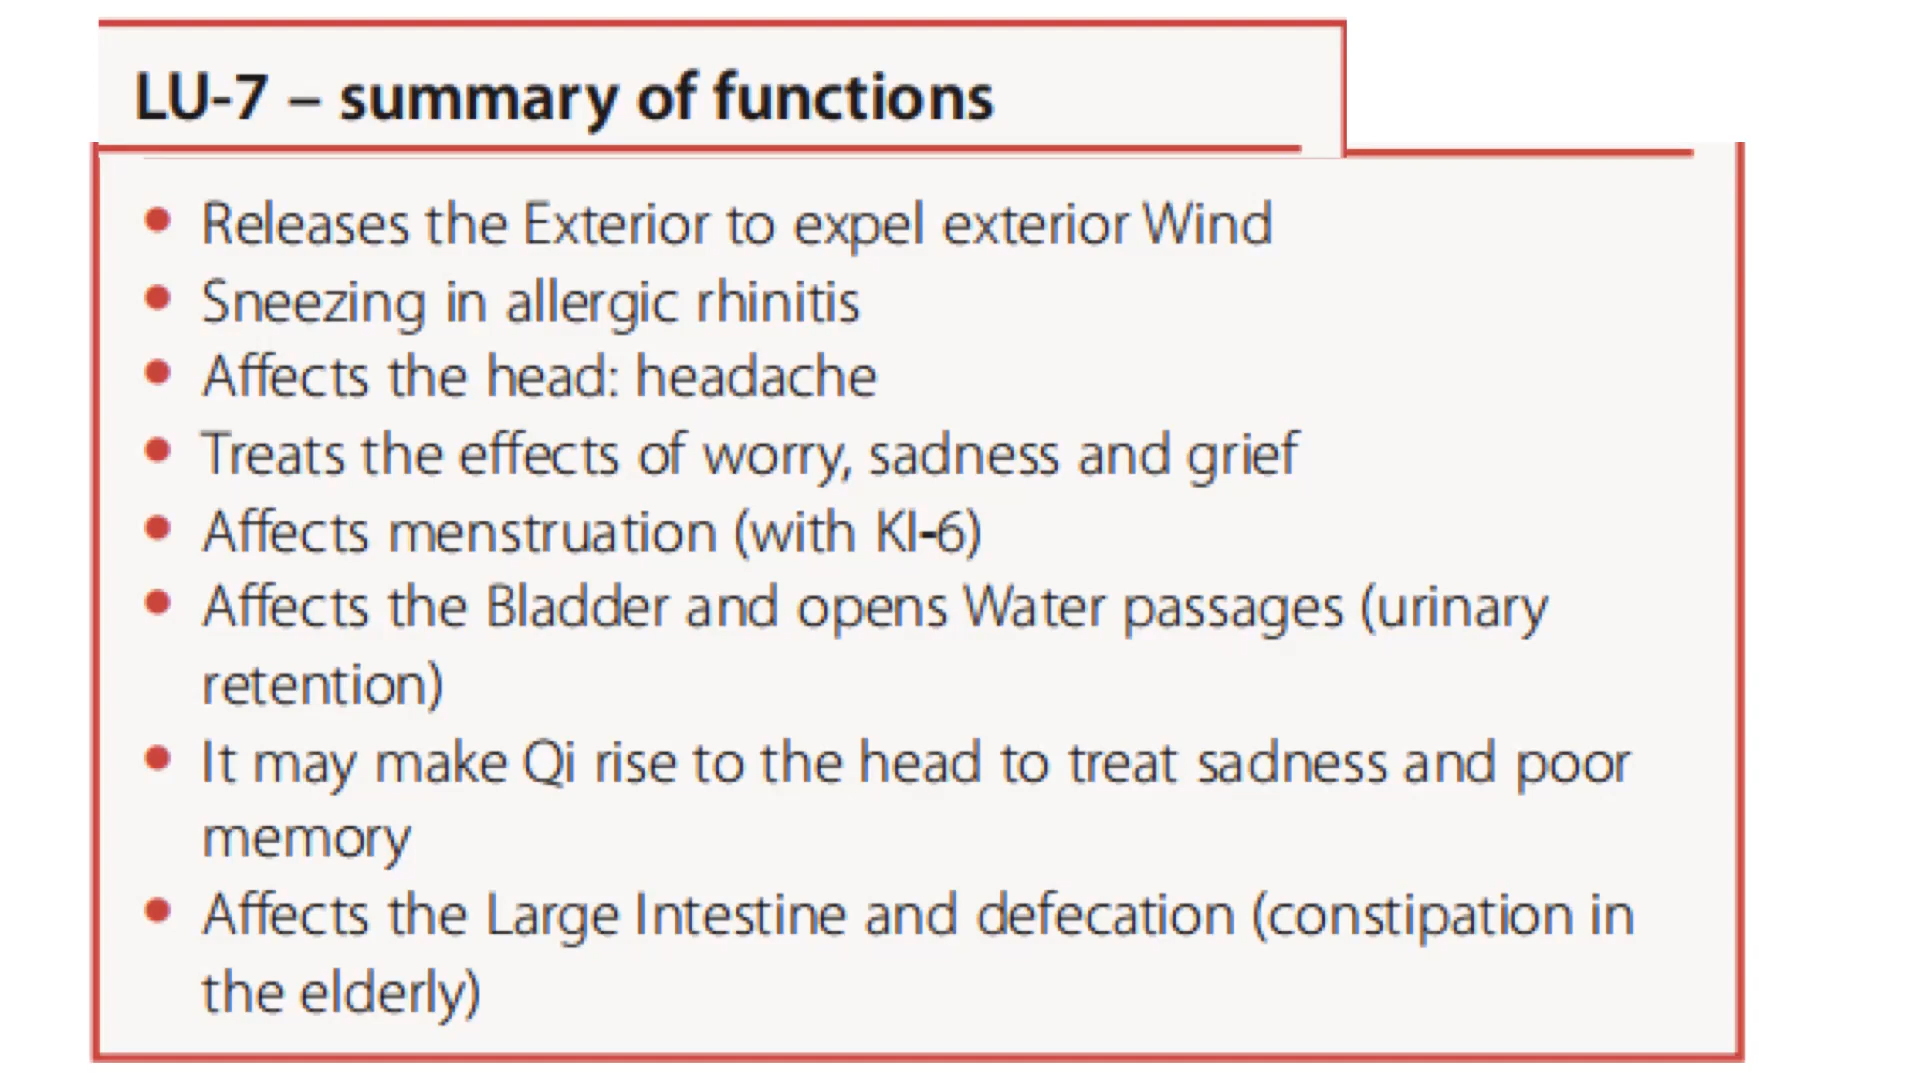 LU-7 – summary of functions
• Releases the Exterior to expel exterior Wind
• Sneezing in allergic rhinitis
• Affects the head: headache
• Treats the effects of worry, sadness and grief
• Affects menstruation (with KI-6)
• Affects the Bladder and opens Water passages (urinary
retention)
• It may make Qi rise to the head to treat sadness and poor
memory
• Affects the Large Intestine and defecation (constipation in
the elderly)